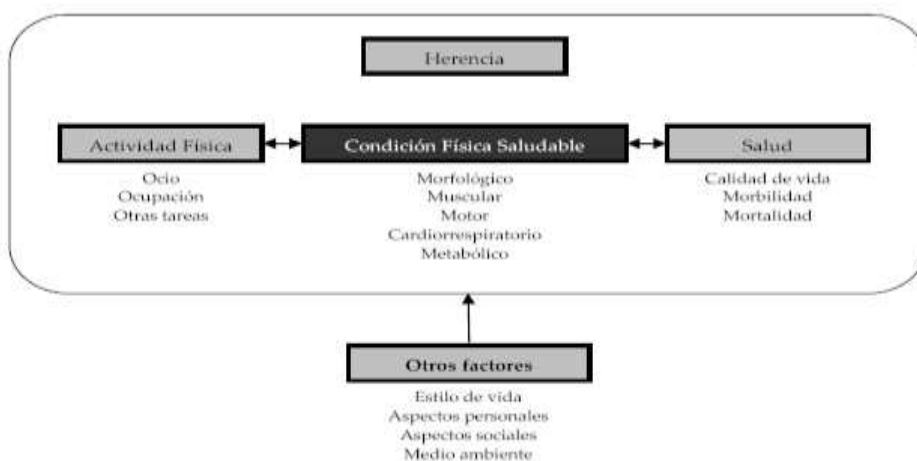 Herencia
Actividad Física
Ocio
Ocupación
Otras tareas
Condición Física Saludable
Morfológico
Muscular
Motor
Cardiorrespiratorio
Metabólico
Salud
Calidad de vida
Morbilidad
Mortalidad
Otros factores
Estilo de vida
Aspectos personales
Aspectos sociales
Medio ambiente